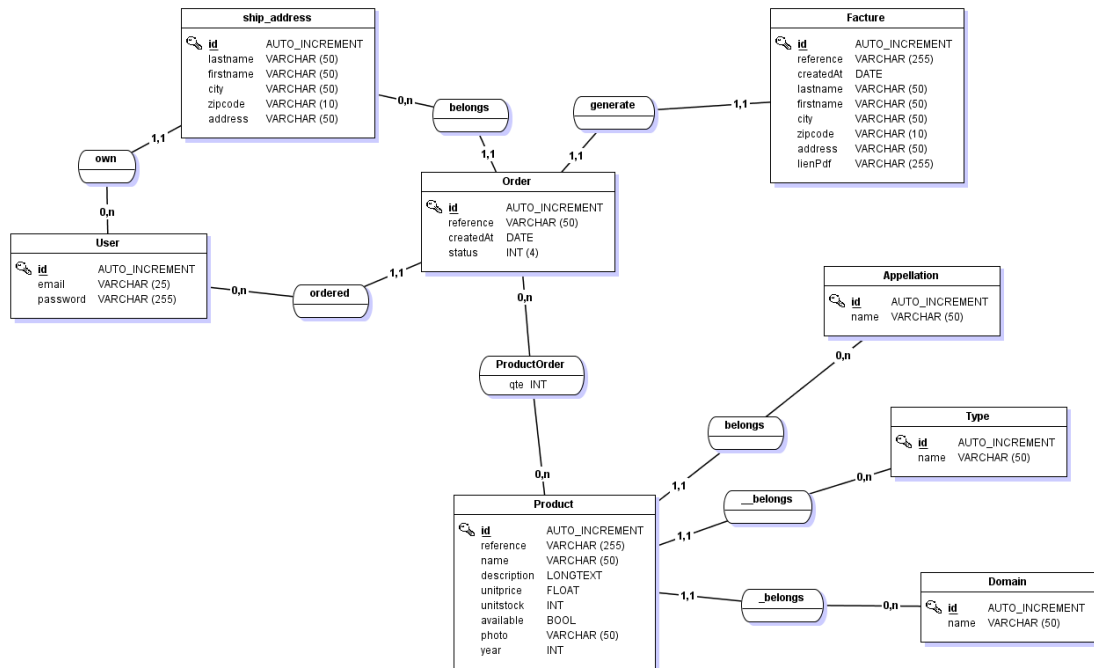 ship_address
id AUTO_INCREMENT
lastname VARCHAR (50)
firstname VARCHAR (50)
city VARCHAR (50)
zipcode VARCHAR (10)
address VARCHAR (50)
Facture
id AUTO_INCREMENT
reference VARCHAR (255)
createdAt DATE
lastname VARCHAR (50)
firstname VARCHAR (50)
city VARCHAR (50)
zipcode VARCHAR (10)
address VARCHAR (50)
lienPdf VARCHAR (255)
0,n
belongs
1,1
generate
1,1
1,1
1,1
own
0,n
Order
id AUTO_INCREMENT
reference VARCHAR (50)
createdAt DATE
status INT (4)
User
id AUTO_INCREMENT
email VARCHAR (25)
password VARCHAR (255)
0,n
ordered
1,1
0,n
ProductOrder
qte INT
0,n
Appellation
id AUTO_INCREMENT
name VARCHAR (50)
0,n
belongs
1,1
Type
id AUTO_INCREMENT
name VARCHAR (50)
0,n
__belongs
1,1
Product
id AUTO_INCREMENT
reference VARCHAR (255)
name VARCHAR (50)
description LONGTEXT
unitprice FLOAT
unitstock INT
available BOOL
photo VARCHAR (50)
year INT
1,1
_belongs
0,n
Domain
id AUTO_INCREMENT
name VARCHAR (50)